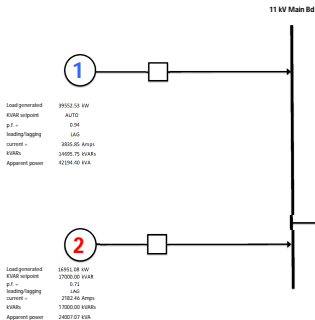 11 kV Main Bd
1
Load generated 39552.53 kW
KVAR setpoint AUTO
p.f. = 0.94
leading/lagging LAG
current = 3835.85 Amps
kVARs 14695.75 kVARs
Apparent power 42194.40 kVA
2
Load generated 16951.08 kW
KVAR setpoint 17000.00 kVAR
p.f. = 0.71
leading/lagging LAG
current = 2182.46 Amps
kVARs 17000.00 kVARs
Apparent power 24007.07 kVA